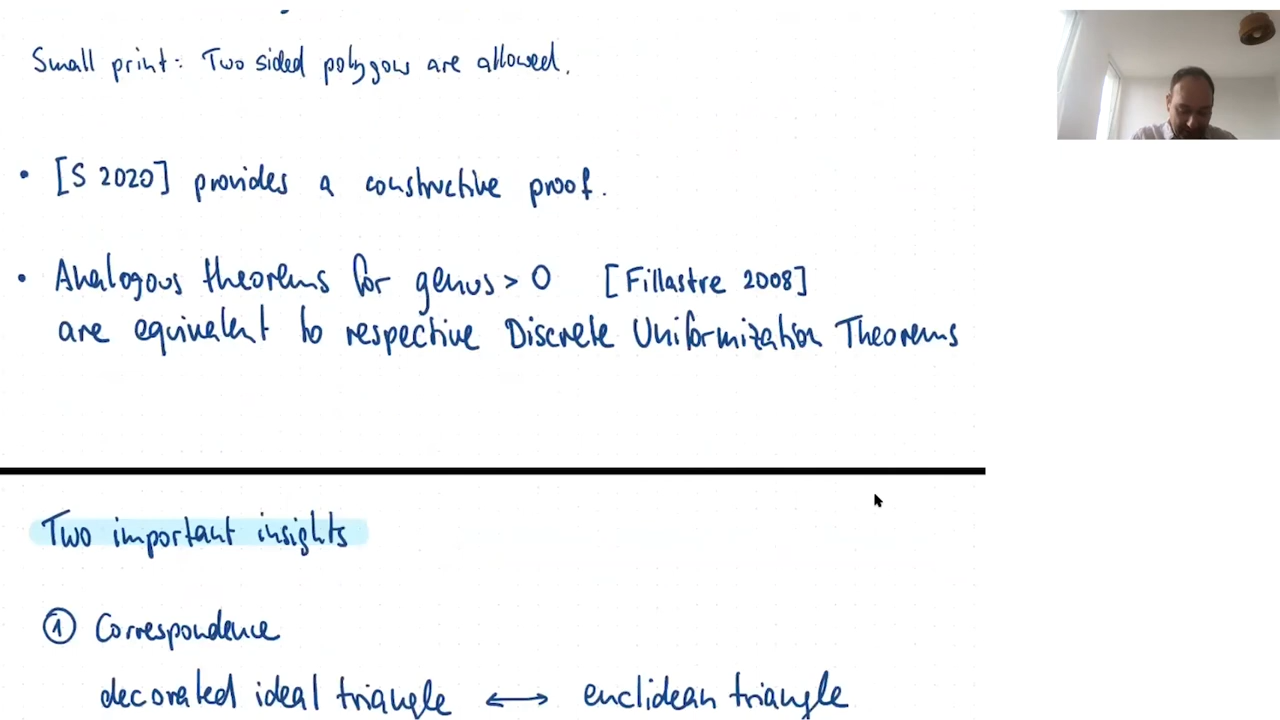 Small print: Two sided polygons are allowed.
• [S 2020] provides a constructive proof.
• Analogous theorems for genus > 0 [Fillastre 2008]
are equivalent to respective Discrete Uniformization Theorems
Two important insights
① Correspondence
decorated ideal triangle ⟷ euclidean triangle